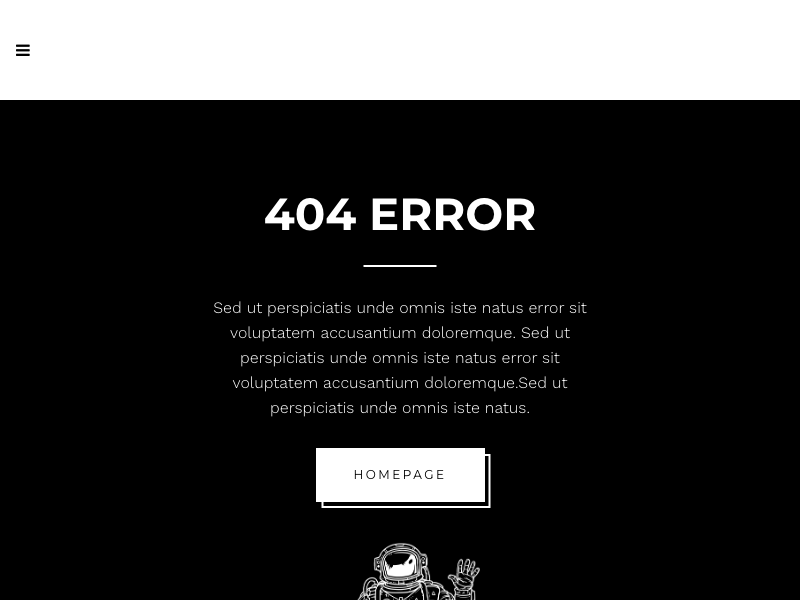 404 ERROR
Sed ut perspiciatis unde omnis iste natus error sit
voluptatem accusantium doloremque. Sed ut
perspiciatis unde omnis iste natus error sit
voluptatem accusantium doloremque.Sed ut
perspiciatis unde omnis iste natus.
HOMEPAGE